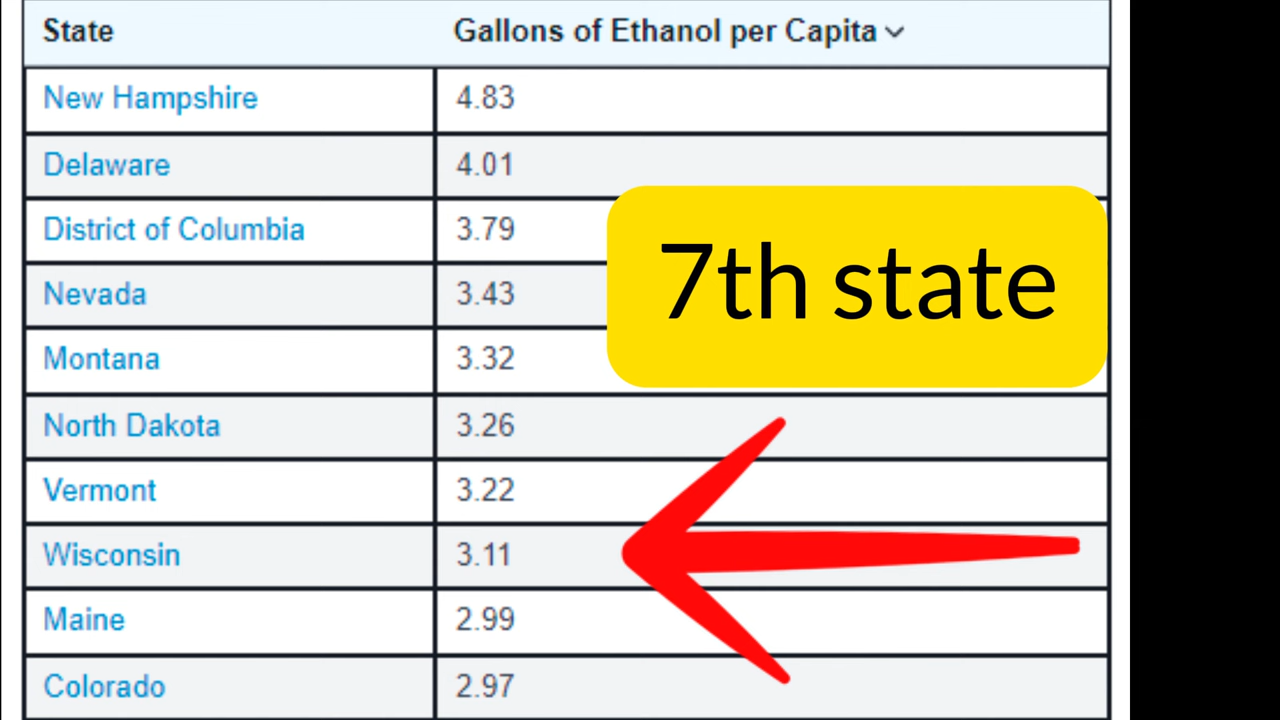 State Gallons of Ethanol per Capita
New Hampshire 4.83
Delaware 4.01
District of Columbia 3.79
7th state
Nevada 3.43
Montana 3.32
North Dakota 3.26
Vermont 3.22
Wisconsin 3.11
Maine 2.99
Colorado 2.97